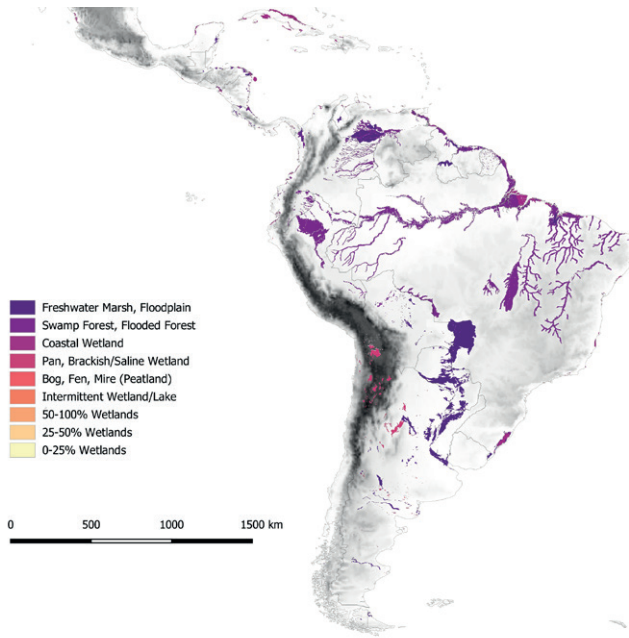 Freshwater Marsh, Floodplain
Swamp Forest, Flooded Forest
Coastal Wetland
Pan, Brackish/Saline Wetland
Bog, Fen, Mire (Peatland)
Intermittent Wetland/Lake
50-100% Wetlands
25-50% Wetlands
0-25% Wetlands
0 500 1000 1500 km